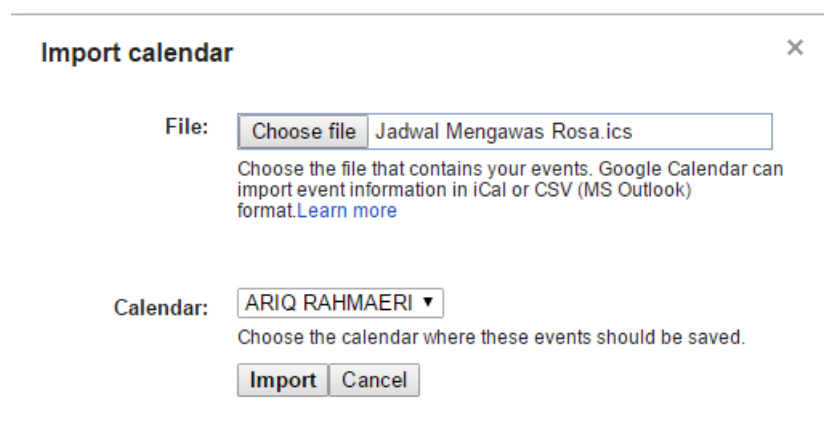 Import calendar ×
File: Choose file Jadwal Mengawas Rosa.ics
Choose the file that contains your events. Google Calendar can
import event information in iCal or CSV (MS Outlook)
format.Learn more
Calendar: ARIQ RAHMAERI ▼
Choose the calendar where these events should be saved.
Import Cancel